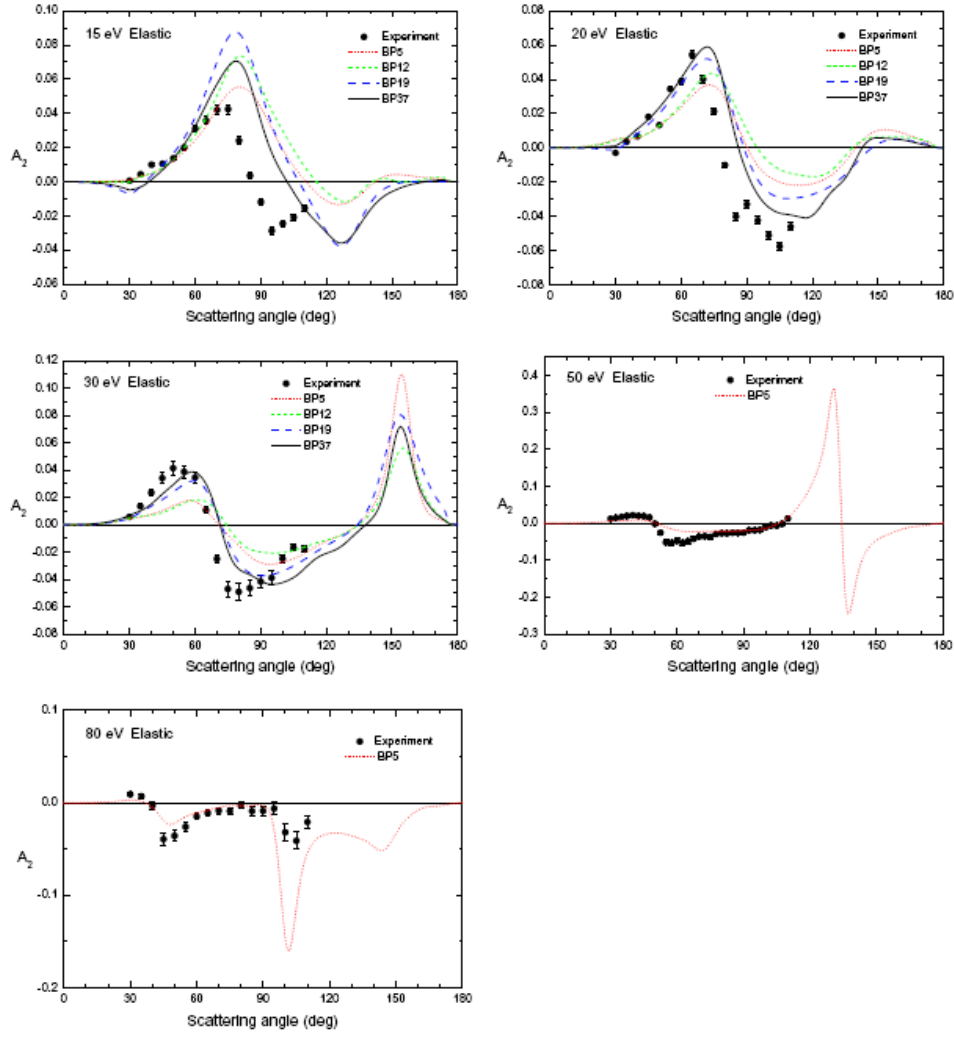 15 eV Elastic
Experiment
BP5
BP12
BP19
BP37
A2
0.10
0.08
0.06
0.04
0.02
0.00
-0.02
-0.04
-0.06
0 30 60 90 120 150 180
Scattering angle (deg)
20 eV Elastic
Experiment
BP5
BP12
BP19
BP37
A2
0.08
0.06
0.04
0.02
0.00
-0.02
-0.04
-0.06
-0.08
0 30 60 90 120 150 180
Scattering angle (deg)
30 eV Elastic
Experiment
BP5
BP12
BP19
BP37
A2
0.12
0.10
0.08
0.06
0.04
0.02
0.00
-0.02
-0.04
-0.06
-0.08
0 30 60 90 120 150 180
Scattering angle (deg)
50 eV Elastic
Experiment
BP5
A2
0.4
0.3
0.2
0.1
0.0
-0.1
-0.2
-0.3
0 30 60 90 120 150 180
Scattering angle (deg)
80 eV Elastic
Experiment
BP5
A2
0.1
0.0
-0.1
-0.2
0 30 60 90 120 150 180
Scattering angle (deg)